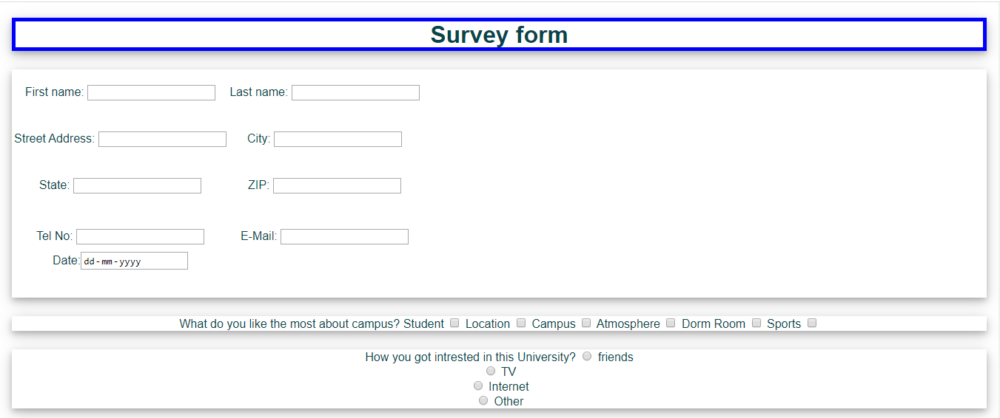 Survey form
First name: Last name:
Street Address: City:
State: ZIP:
Tel No: E-Mail:
Date: dd-mm-yyyy
What do you like the most about campus? Student Location Campus Atmosphere Dorm Room Sports
How you got intrested in this University? friends
TV
Internet
Other